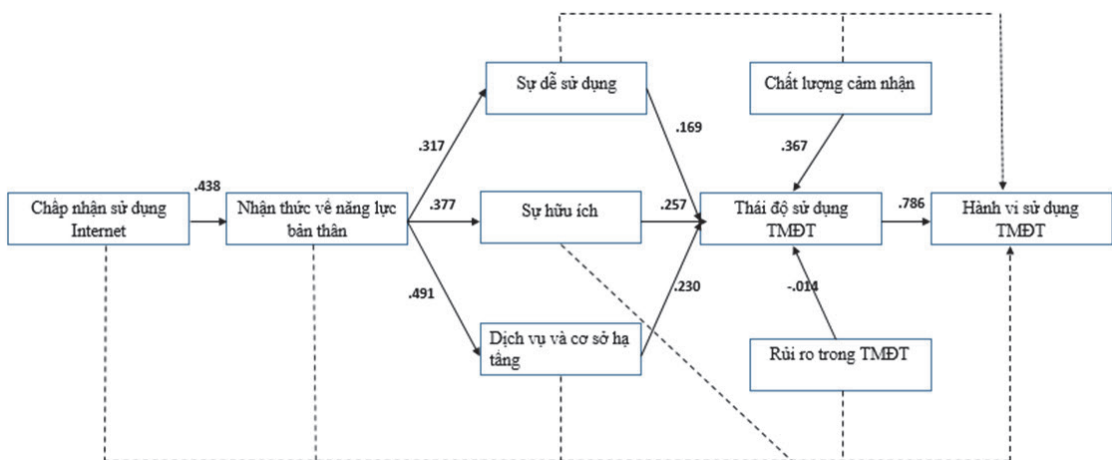 Sự dễ sử dụng
Chất lượng cảm nhận
.169
.317
.367
.438
Chấp nhận sử dụng
Internet
Nhận thức về năng lực
bản thân
.377
Sự hữu ích
.257
Thái độ sử dụng
TMĐT
.786
Hành vi sử dụng
TMĐT
.491
.230
-.014
Dịch vụ và cơ sở hạ
tầng
Rủi ro trong TMĐT